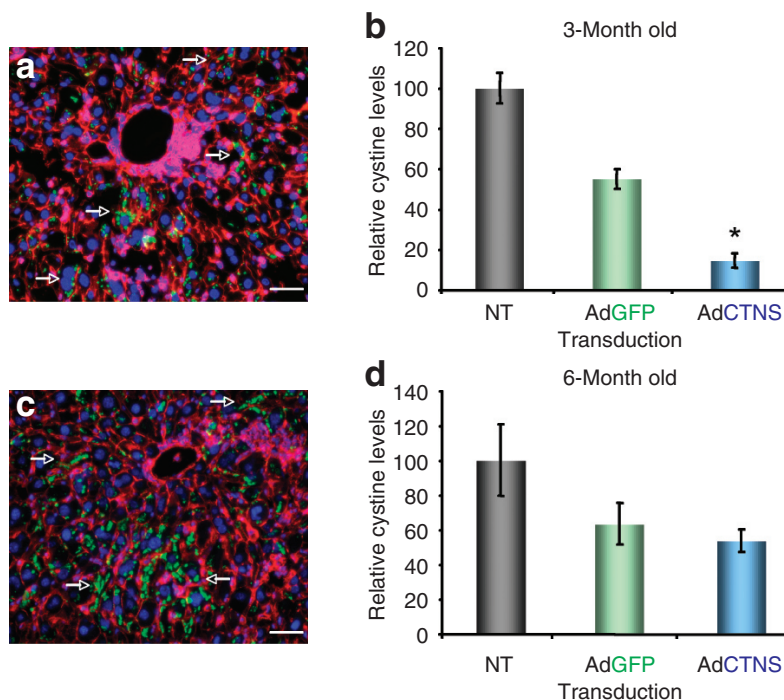 a
b
3-Month old
Relative cystine levels
120
100
80
60
40
20
0
*
NT
AdGFP
AdCTNS
Transduction
c
d
6-Month old
Relative cystine levels
140
120
100
80
60
40
20
0
NT
AdGFP
AdCTNS
Transduction